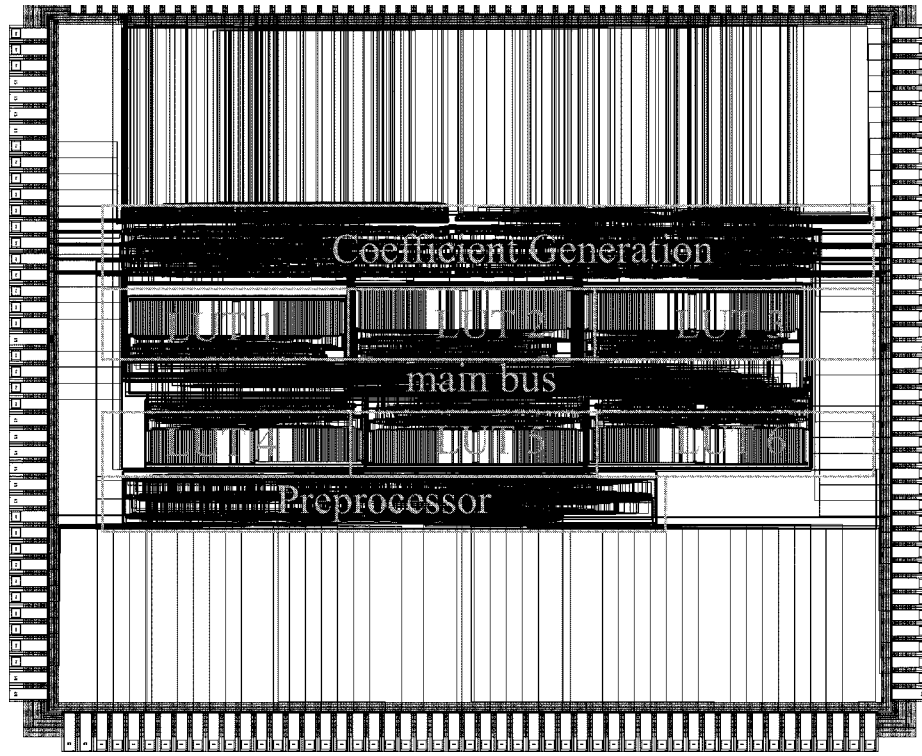 Coefficient Generation
LUT 1 LUT 2 LUT 3
main bus
LUT 4 LUT 5 LUT 6
Preprocessor